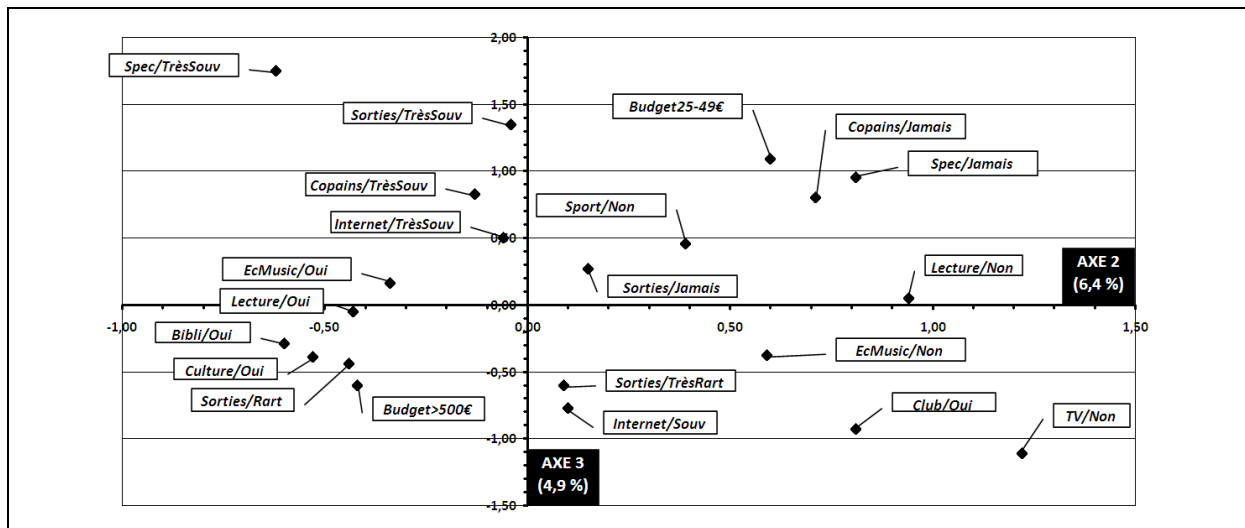 2,00
Spec/TrèsSouv
1,50
Sorties/TrèsSouv
Budget25-49€
Copains/Jamais
Spec/Jamais
1,00
Copains/TrèsSouv
Sport/Non
Internet/TrèsSouv
0,50
EcMusic/Oui
Lecture/Non
AXE 2
(6,4 %)
Sorties/Jamais
Lecture/Oui
0,00
-1,00 -0,50 0,00 0,50 1,00 1,50
Bibli/Oui
EcMusic/Non
Culture/Oui
-0,50
Sorties/TrèsRart
Sorties/Rart
Budget>500€
Club/Oui
TV/Non
Internet/Souv
-1,00
AXE 3
(4,9 %)
-1,50